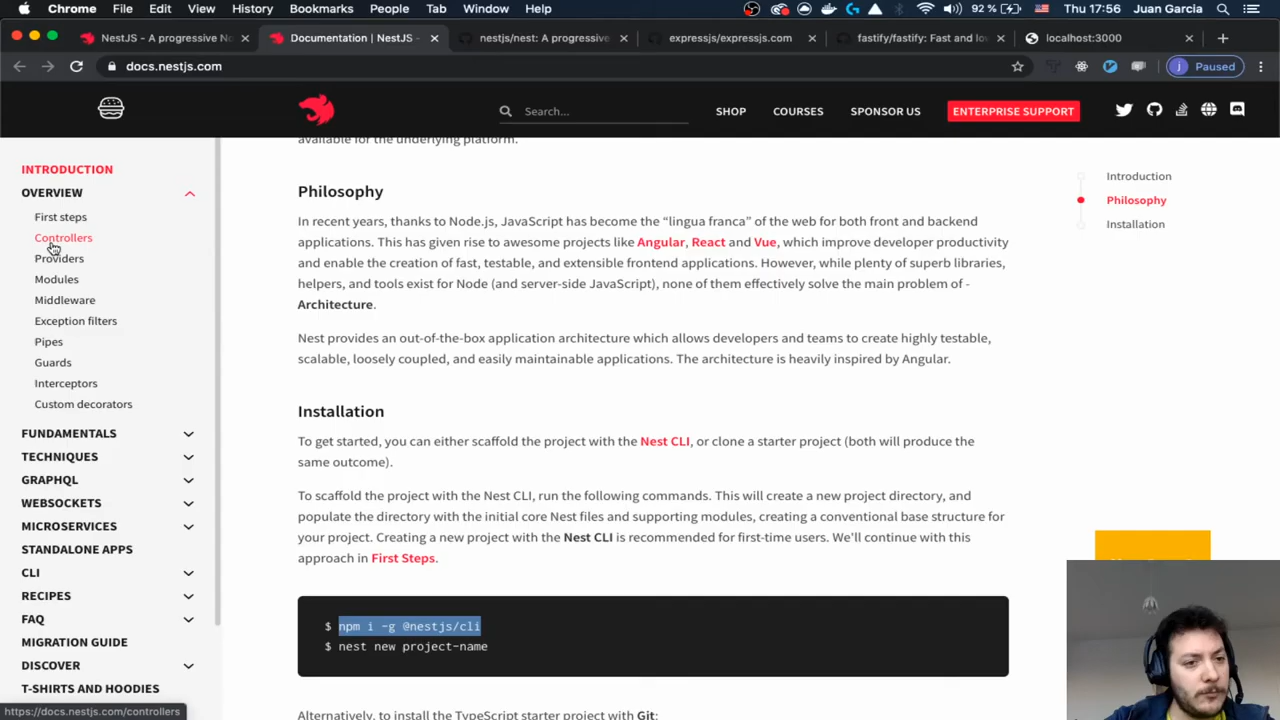 Chrome File Edit View History Bookmarks People Tab Window Help 92 % Thu 17:56 Juan Garcia
NestJS - A progressive No
Documentation | NestJS -
nestjs/nest: A progressive
expressjs/expressjs.com
fastify/fastify: Fast and lo
localhost:3000
docs.nestjs.com
j Paused
Search...
SHOP
COURSES
SPONSOR US
ENTERPRISE SUPPORT
INTRODUCTION
OVERVIEW
First steps
Controllers
Providers
Modules
Middleware
Exception filters
Pipes
Guards
Interceptors
Custom decorators
FUNDAMENTALS
TECHNIQUES
GRAPHQL
WEBSOCKETS
MICROSERVICES
STANDALONE APPS
CLI
RECIPES
FAQ
MIGRATION GUIDE
DISCOVER
T-SHIRTS AND HOODIES
https://docs.nestjs.com/controllers
available for the underlying platform.
Philosophy
In recent years, thanks to Node.js, JavaScript has become the “lingua franca” of the web for both front and backend
applications. This has given rise to awesome projects like Angular, React and Vue, which improve developer productivity
and enable the creation of fast, testable, and extensible frontend applications. However, while plenty of superb libraries,
helpers, and tools exist for Node (and server-side JavaScript), none of them effectively solve the main problem of -
Architecture.
Nest provides an out-of-the-box application architecture which allows developers and teams to create highly testable,
scalable, loosely coupled, and easily maintainable applications. The architecture is heavily inspired by Angular.
Installation
To get started, you can either scaffold the project with the Nest CLI, or clone a starter project (both will produce the
same outcome).
To scaffold the project with the Nest CLI, run the following commands. This will create a new project directory, and
populate the directory with the initial core Nest files and supporting modules, creating a conventional base structure for
your project. Creating a new project with the Nest CLI is recommended for first-time users. We'll continue with this
approach in First Steps.
$ npm i -g @nestjs/cli
$ nest new project-name
Alternatively, to install the TypeScript starter project with Git:
Introduction
Philosophy
Installation